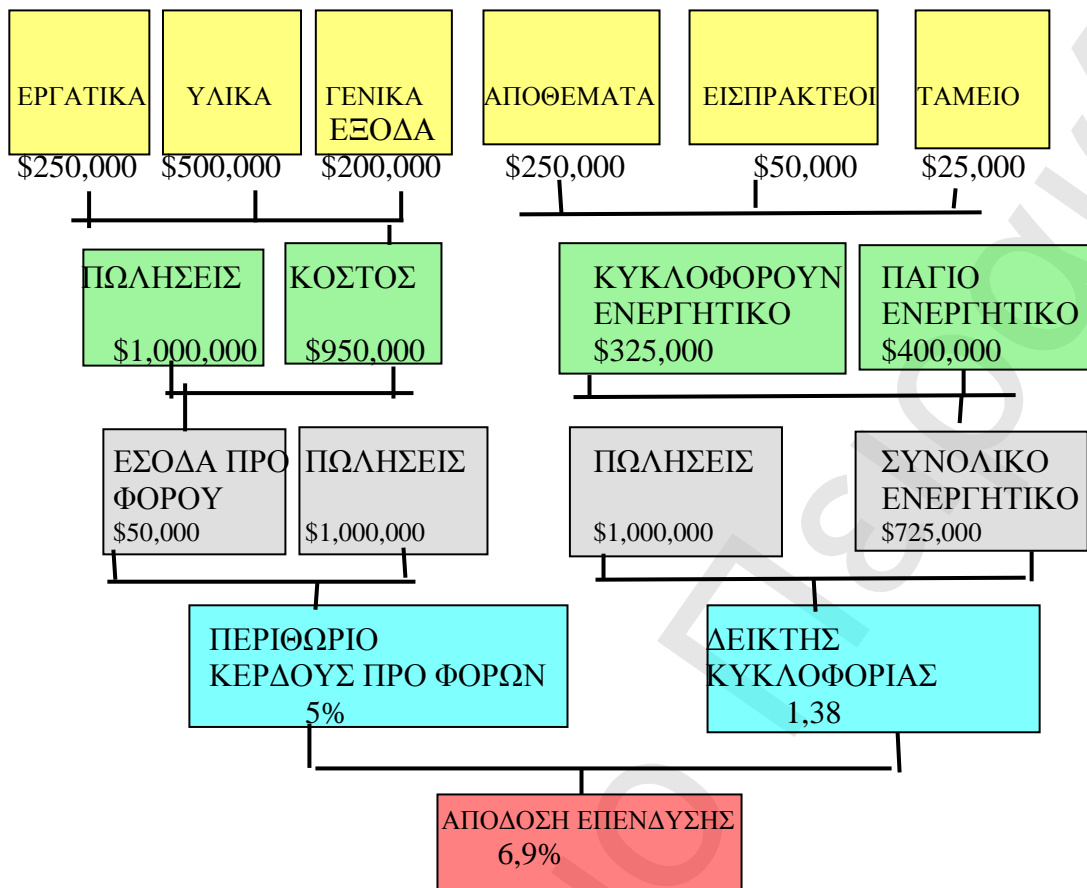 ΕΡΓΑΤΙΚΑ ΥΛΙΚΑ ΓΕΝΙΚΑ ΑΠΟΘΕΜΑΤΑ ΕΙΣΠΡΑΚΤΕΟΙ ΤΑΜΕΙΟ
ΕΞΟΔΑ
$250,000 $500,000 $200,000 $250,000 $50,000 $25,000
ΠΩΛΗΣΕΙΣ ΚΟΣΤΟΣ ΚΥΚΛΟΦΟΡΟΥΝ ΠΑΓΙΟ
ΕΝΕΡΓΗΤΙΚΟ ΕΝΕΡΓΗΤΙΚΟ
$1,000,000 $950,000 $325,000 $400,000
ΕΣΟΔΑ ΠΡΟ ΠΩΛΗΣΕΙΣ ΠΩΛΗΣΕΙΣ ΣΥΝΟΛΙΚΟ
ΦΟΡΟΥ ΕΝΕΡΓΗΤΙΚΟ
$50,000 $1,000,000 $1,000,000 $725,000
ΠΕΡΙΘΩΡΙΟ ΔΕΙΚΤΗΣ
ΚΕΡΔΟΥΣ ΠΡΟ ΦΟΡΩΝ ΚΥΚΛΟΦΟΡΙΑΣ
5% 1,38
ΑΠΟΔΟΣΗ ΕΠΕΝΔΥΣΗΣ
6,9%